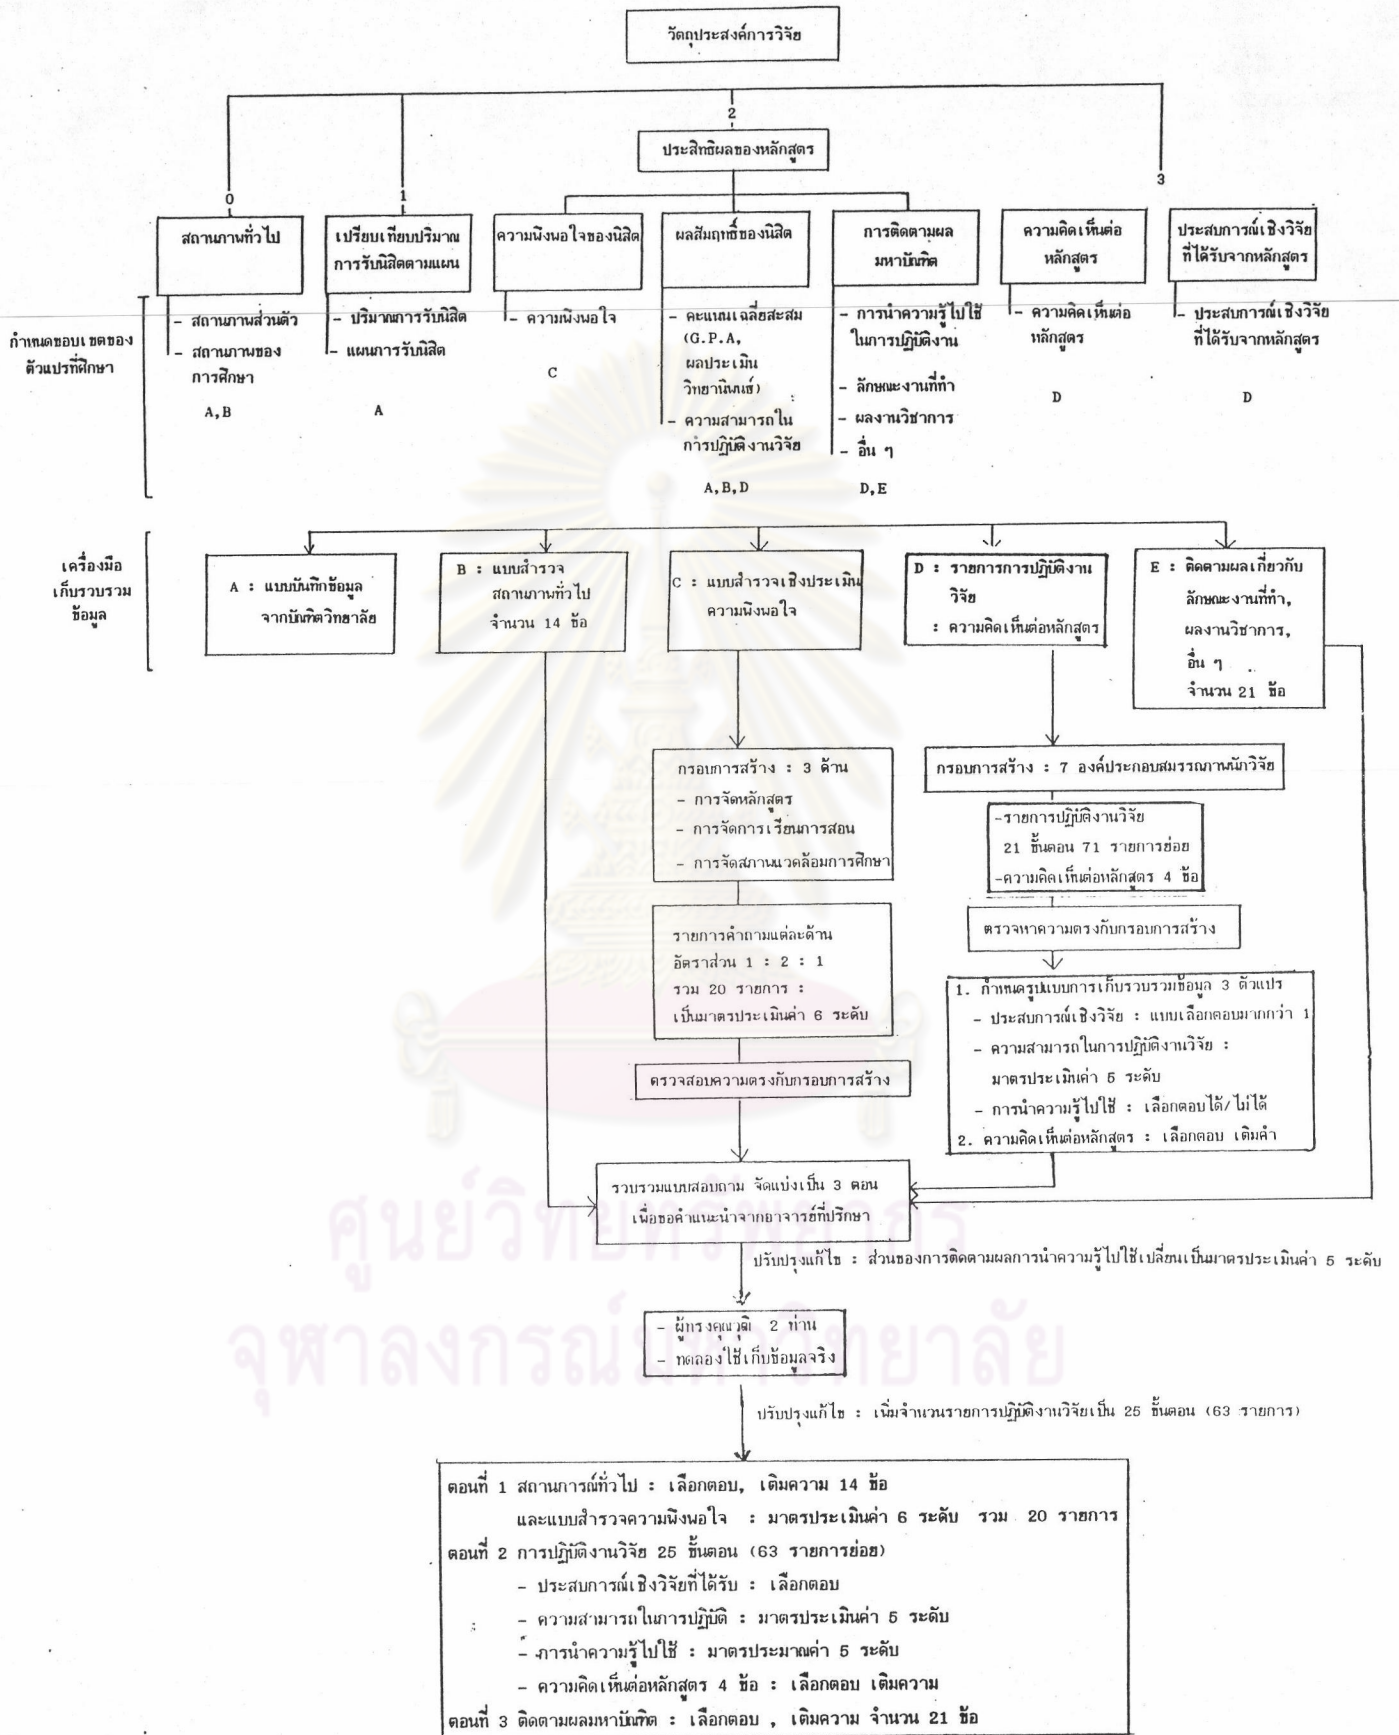 วัตถุประสงค์การวิจัย
2
ประสิทธิผลของหลักสูตร
0
1
3
สถานภาพทั่วไป
เปรียบเทียบปริมาณ
การรับนิสิตตามแผน
ความพึงพอใจของนิสิต
ผลสัมฤทธิ์ของนิสิต
การติดตามผล
มหาบัณฑิต
ความคิดเห็นต่อ
หลักสูตร
ประสบการณ์เชิงวิจัย
ที่ได้รับจากหลักสูตร
กำหนดขอบเขตของ
ตัวแปรที่ศึกษา
- สถานภาพส่วนตัว
- สถานภาพของ
การศึกษา
A,B
- ปริมาณการรับนิสิต
- แผนการรับนิสิต
A
- ความพึงพอใจ
C
- คะแนนเฉลี่ยสะสม
(G.P.A,
ผลประเมิน
วิทยานิพนธ์)
- ความสามารถใน
การปฏิบัติงานวิจัย
A,B,D
- การนำความรู้ไปใช้
ในการปฏิบัติงาน
- ลักษณะงานที่ทำ
- ผลงานวิชาการ
- อื่น ๆ
D,E
- ความคิดเห็นต่อ
หลักสูตร
D
- ประสบการณ์เชิงวิจัย
ที่ได้รับจากหลักสูตร
D
เครื่องมือ
เก็บรวบรวม
ข้อมูล
A : แบบบันทึกข้อมูล
จากบัณฑิตวิทยาลัย
B : แบบสำรวจ
สถานภาพทั่วไป
จำนวน 14 ข้อ
C : แบบสำรวจเชิงประเมิน
ความพึงพอใจ
D : รายการการปฏิบัติงาน
วิจัย
: ความคิดเห็นต่อหลักสูตร
E : ติดตามผลเกี่ยวกับ
ลักษณะงานที่ทำ,
ผลงานวิชาการ,
อื่น ๆ
จำนวน 21 ข้อ
กรอบการสร้าง : 3 ด้าน
- การจัดหลักสูตร
- การจัดการเรียนการสอน
- การจัดสภาพแวดล้อมการศึกษา
รายการคำถามแต่ละด้าน
อัตราส่วน 1 : 2 : 1
รวม 20 รายการ :
เป็นมาตรประเมินค่า 6 ระดับ
ตรวจสอบความตรงกับกรอบการสร้าง
กรอบการสร้าง : 7 องค์ประกอบสมรรถภาพนักวิจัย
-รายการปฏิบัติงานวิจัย
21 ขั้นตอน 71 รายการย่อย
-ความคิดเห็นต่อหลักสูตร 4 ข้อ
ตรวจหาความตรงกับกรอบการสร้าง
1. กำหนดรูปแบบการเก็บรวบรวมข้อมูล 3 ตัวแปร
- ประสบการณ์เชิงวิจัย : แบบเลือกตอบมากกว่า 1
- ความสามารถในการปฏิบัติงานวิจัย :
มาตรประเมินค่า 5 ระดับ
- การนำความรู้ไปใช้ : เลือกตอบได้/ไม่ได้
2. ความคิดเห็นต่อหลักสูตร : เลือกตอบ เติมคำ
รวบรวมแบบสอบถาม จัดแบ่งเป็น 3 ตอน
เพื่อขอคำแนะนำจากอาจารย์ที่ปรึกษา
ปรับปรุงแก้ไข : ส่วนของการติดตามผลการนำความรู้ไปใช้เปลี่ยนเป็นมาตรประเมินค่า 5 ระดับ
- ผู้ทรงคุณวุฒิ 2 ท่าน
- ทดลองใช้เก็บข้อมูลจริง
ปรับปรุงแก้ไข : เพิ่มจำนวนรายการปฏิบัติงานวิจัยเป็น 25 ขั้นตอน (63 รายการ)
ตอนที่ 1 สถานการณ์ทั่วไป : เลือกตอบ, เติมความ 14 ข้อ
และแบบสำรวจความพึงพอใจ : มาตรประเมินค่า 6 ระดับ รวม 20 รายการ
ตอนที่ 2 การปฏิบัติงานวิจัย 25 ขั้นตอน (63 รายการย่อย)
- ประสบการณ์เชิงวิจัยที่ได้รับ : เลือกตอบ
- ความสามารถในการปฏิบัติ : มาตรประเมินค่า 5 ระดับ
- การนำความรู้ไปใช้ : มาตรประมาณค่า 5 ระดับ
- ความคิดเห็นต่อหลักสูตร 4 ข้อ : เลือกตอบ เติมความ
ตอนที่ 3 ติดตามผลมหาบัณฑิต : เลือกตอบ , เติมความ จำนวน 21 ข้อ
ศูนย์วิทยทรัพยากร
จุฬาลงกรณ์มหาวิทยาลัย